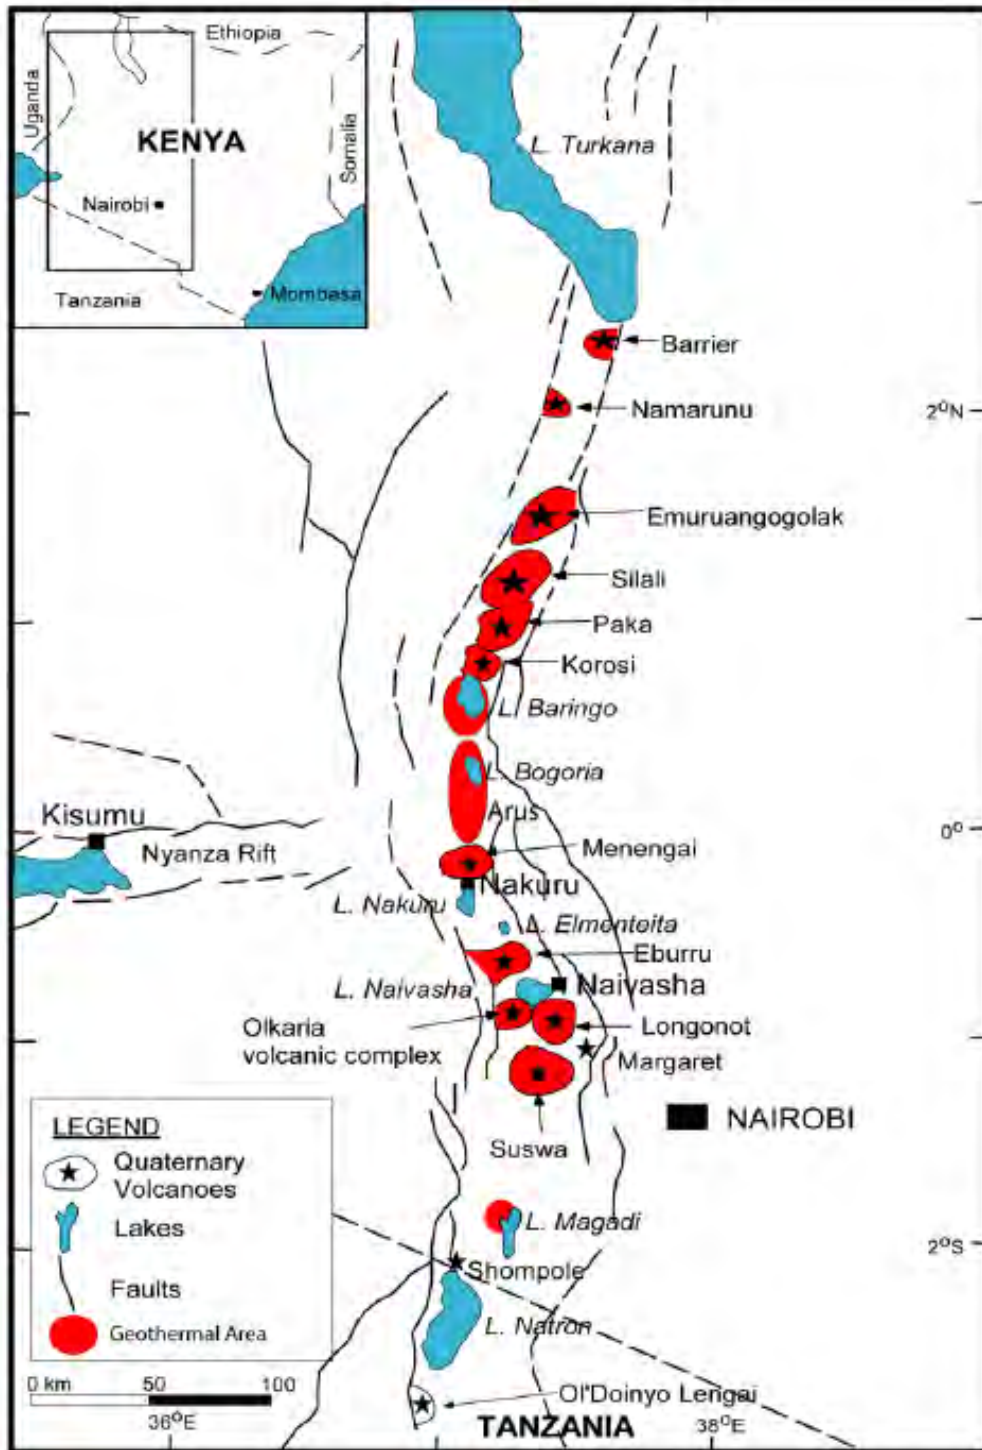 Ethiopia
Uganda
KENYA
Somalia
Nairobi
Tanzania
Mombasa
L. Turkana
Barrier
Namarunu
2°N
Emuruangogolak
Silali
Paka
Korosi
L. Baringo
L. Bogoria
Arus
Kisumu
0°
Nyanza Rift
Menengai
Nakuru
L. Nakuru
L. Elmenteita
Eburru
L. Naivasha
Naivasha
Olkaria
volcanic complex
Longonot
Margaret
NAIROBI
Suswa
LEGEND
Quaternary
Volcanoes
Lakes
Faults
Geothermal Area
L. Magadi
2°S
Shompole
L. Natron
0 km 50 100
36°E
Ol'Doinyo Lengai
TANZANIA
38°E